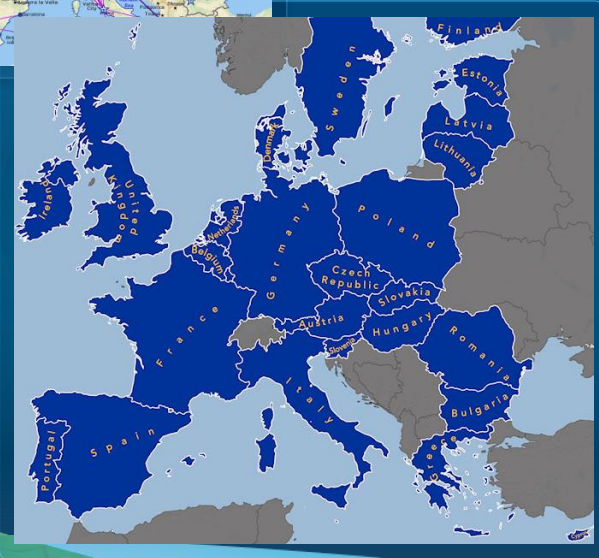 Finland
Sweden
Estonia
Latvia
Lithuania
Denmark
Ireland
United
Kingdom
Netherlands
Belgium
Germany
Poland
Czech
Republic
Slovakia
Austria
Hungary
Slovenia
France
Romania
Italy
Bulgaria
Portugal
Spain
Greece
Cyprus